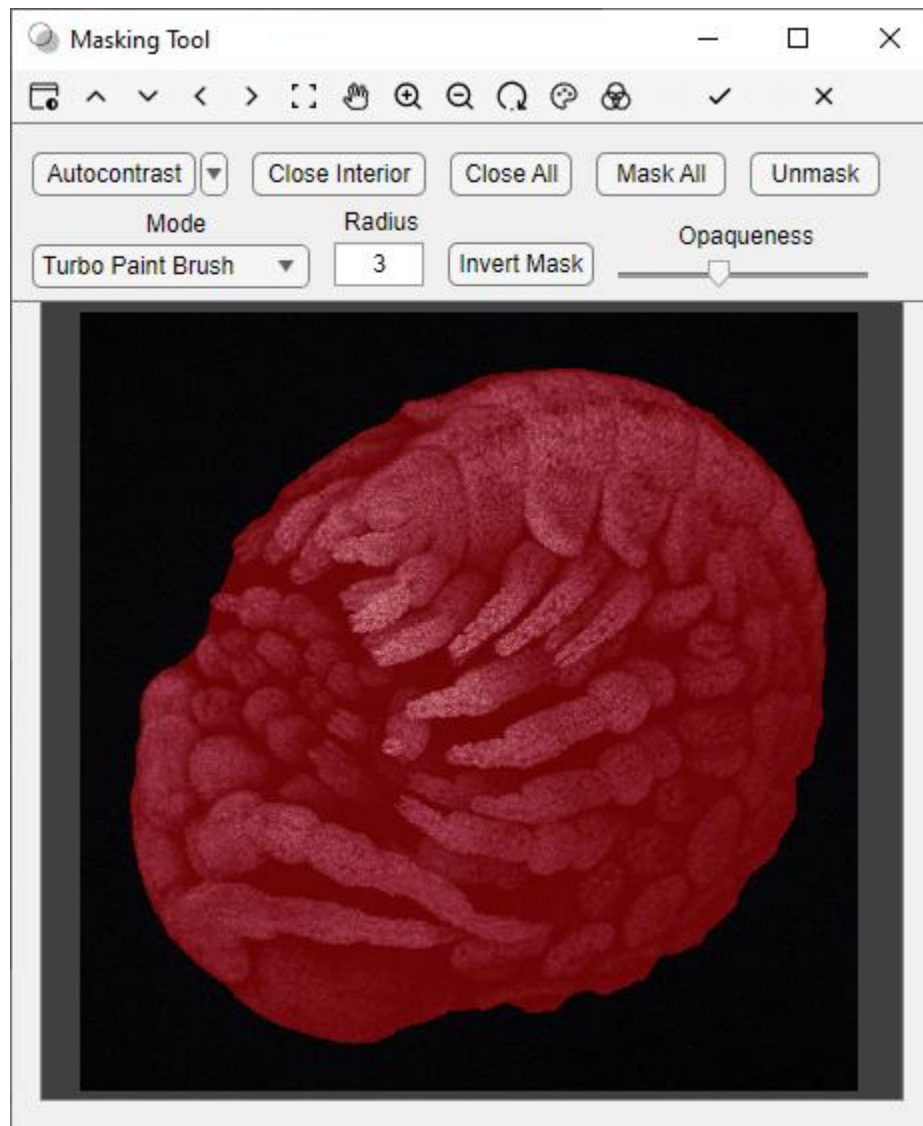 Masking Tool
Autocontrast Close Interior Close All Mask All Unmask
Mode Radius Opaqueness
Turbo Paint Brush 3 Invert Mask